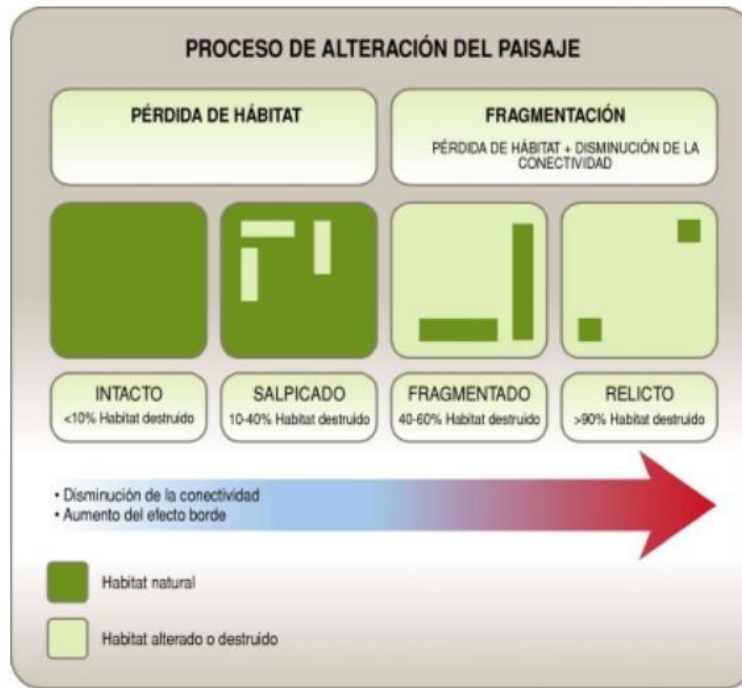 PROCESO DE ALTERACIÓN DEL PAISAJE
PÉRDIDA DE HÁBITAT
FRAGMENTACIÓN
PÉRDIDA DE HÁBITAT + DISMINUCIÓN DE LA
CONECTIVIDAD
INTACTO
<10% Habitat destruido
SALPICADO
10-40% Habitat destruido
FRAGMENTADO
40-60% Habitat destruido
RELICTO
>90% Habitat destruido
• Disminución de la conectividad
• Aumento del efecto borde
Habitat natural
Habitat alterado o destruido